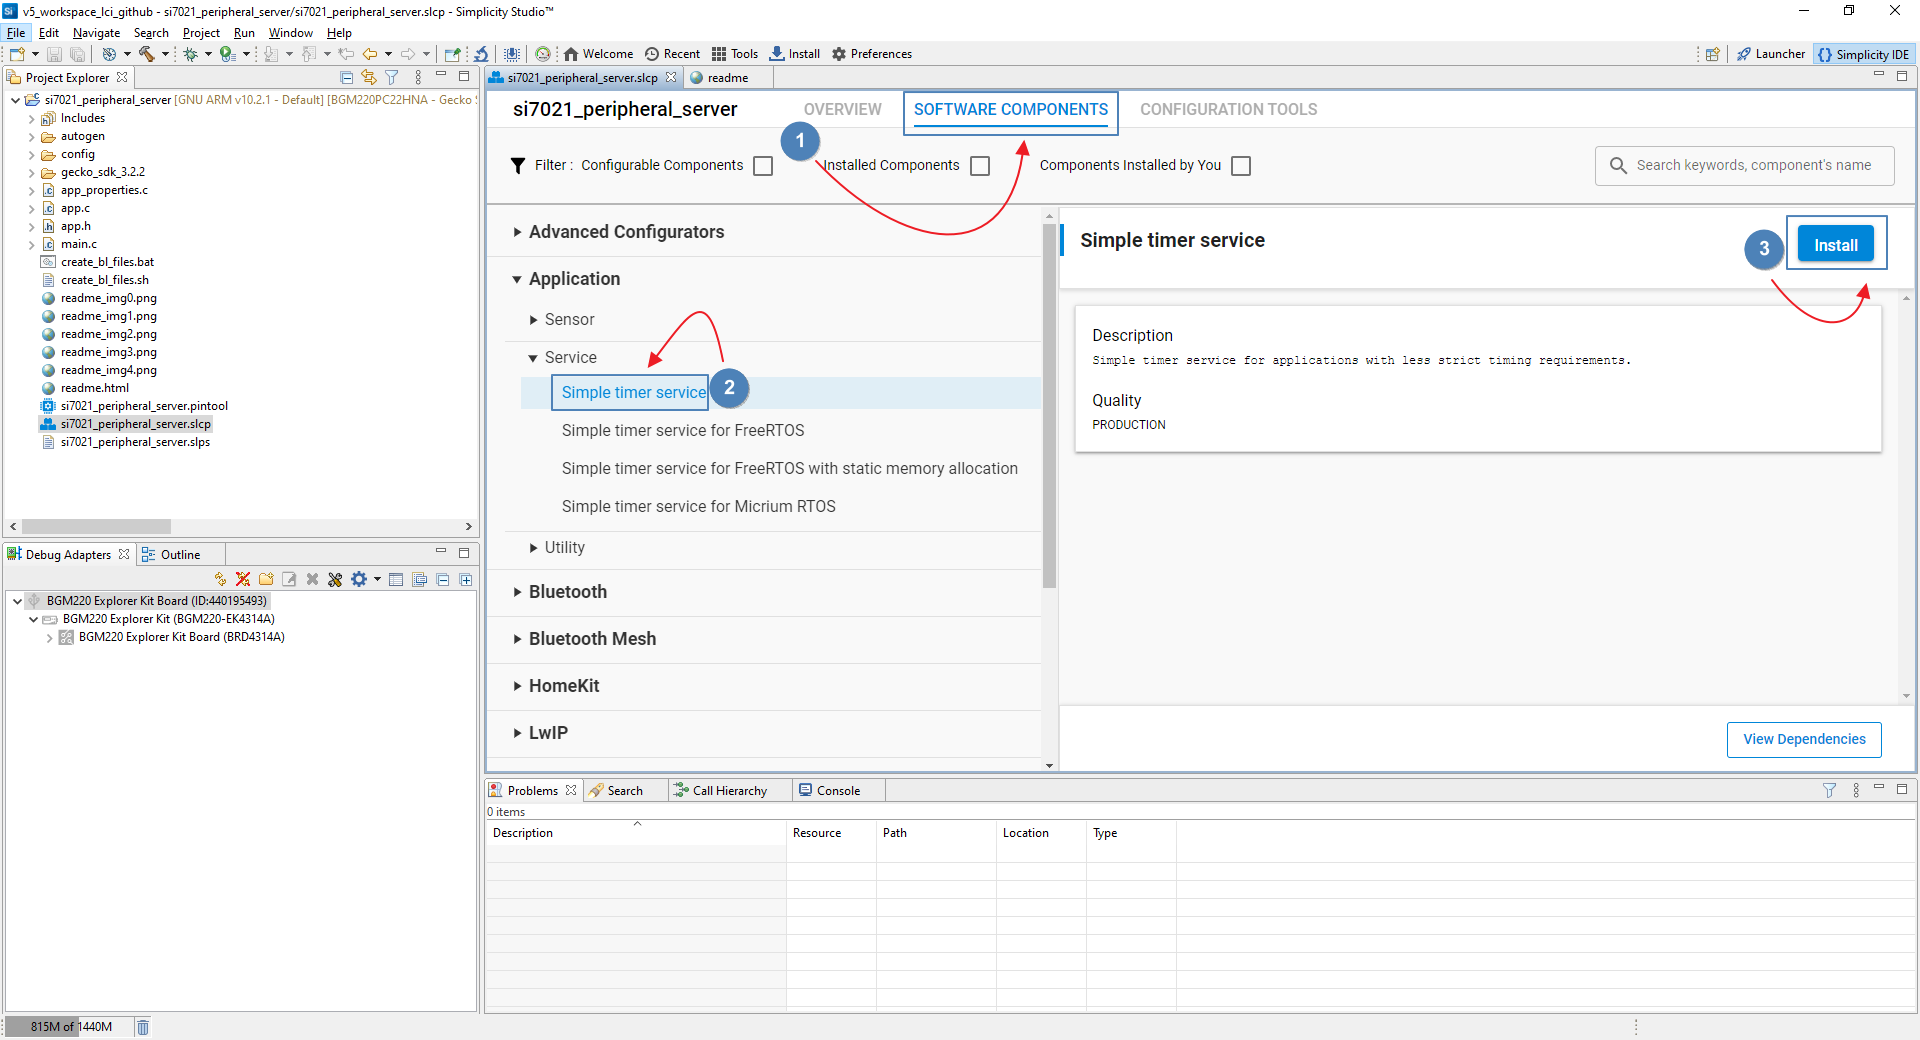 Si v5_workspace_lci_github - si7021_peripheral_server/si7021_peripheral_server.slcp - Simplicity Studio™
File Edit Navigate Search Project Run Window Help
Welcome Recent Tools Install Preferences Launcher {} Simplicity IDE
Project Explorer
si7021_peripheral_server [GNU ARM v10.2.1 - Default] [BGM220PC22HNA - Gecko S
Includes
autogen
config
gecko_sdk_3.2.2
app_properties.c
app.c
app.h
main.c
create_bl_files.bat
create_bl_files.sh
readme_img0.png
readme_img1.png
readme_img2.png
readme_img3.png
readme_img4.png
readme.html
si7021_peripheral_server.pintool
si7021_peripheral_server.slcp
si7021_peripheral_server.slps
Debug Adapters Outline
BGM220 Explorer Kit Board (ID:440195493)
BGM220 Explorer Kit (BGM220-EK4314A)
BGM220 Explorer Kit Board (BRD4314A)
815M of 1440M
si7021_peripheral_server.slcp readme
si7021_peripheral_server OVERVIEW SOFTWARE COMPONENTS CONFIGURATION TOOLS
1
Filter : Configurable Components Installed Components Components Installed by You Search keywords, component's name
Advanced Configurators
Application
Sensor
Service
Simple timer service
2
Simple timer service for FreeRTOS
Simple timer service for FreeRTOS with static memory allocation
Simple timer service for Micrium RTOS
Utility
Bluetooth
Bluetooth Mesh
HomeKit
LwIP
Simple timer service
3
Install
Description
Simple timer service for applications with less strict timing requirements.
Quality
PRODUCTION
View Dependencies
Problems Search Call Hierarchy Console
0 items
Description Resource Path Location Type